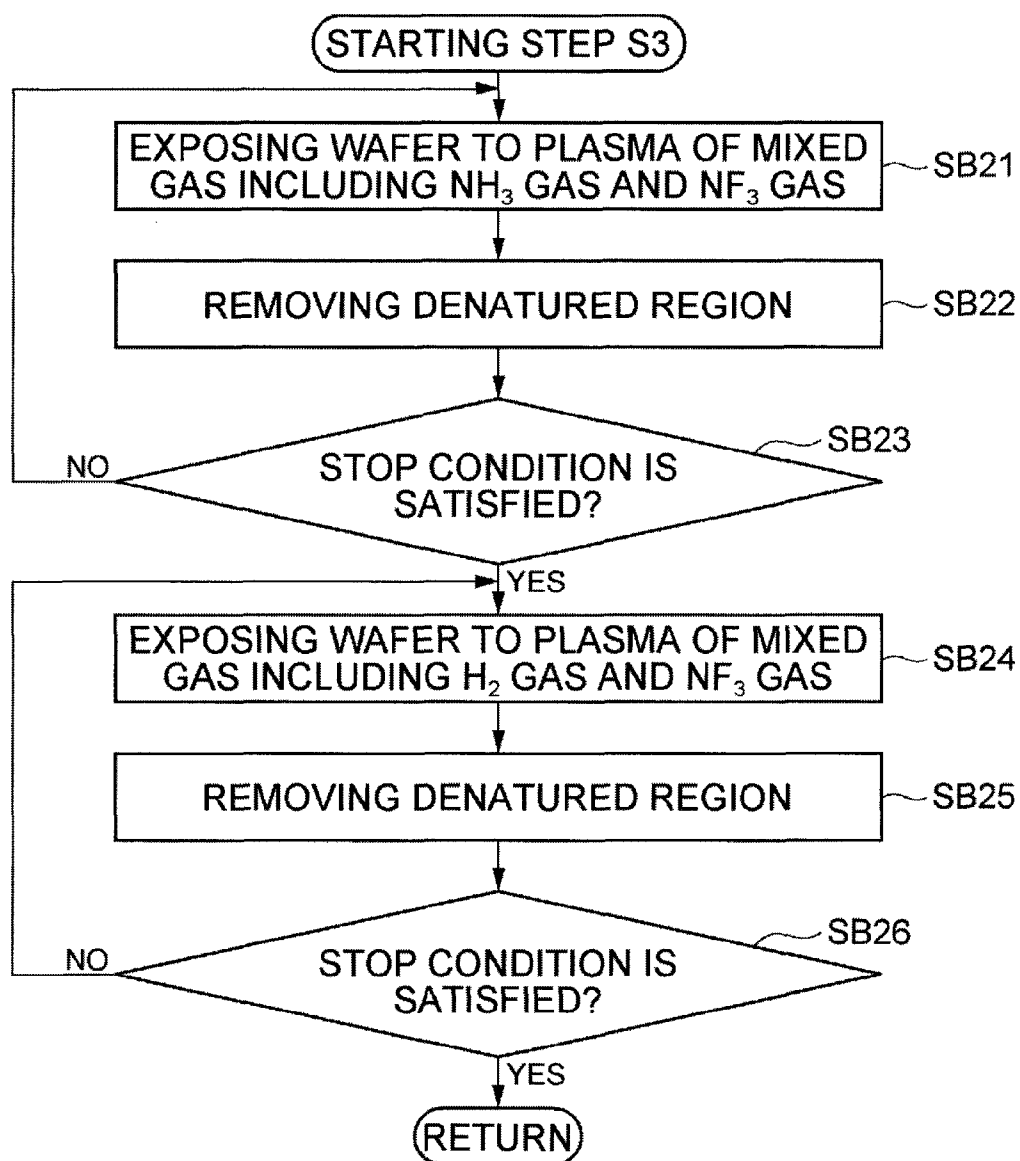 STARTING STEP S3
EXPOSING WAFER TO PLASMA OF MIXED
GAS INCLUDING NH₃ GAS AND NF₃ GAS
SB21
REMOVING DENATURED REGION
SB22
SB23
NO
STOP CONDITION IS
SATISFIED?
YES
EXPOSING WAFER TO PLASMA OF MIXED
GAS INCLUDING H₂ GAS AND NF₃ GAS
SB24
REMOVING DENATURED REGION
SB25
SB26
NO
STOP CONDITION IS
SATISFIED?
YES
RETURN